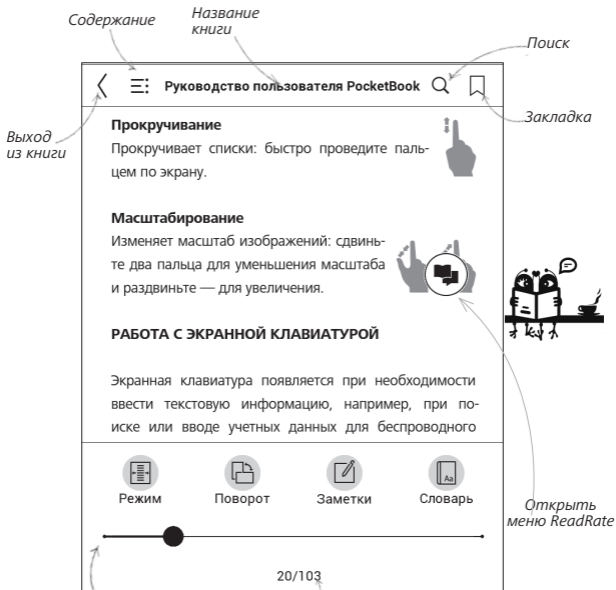 Содержание
Название
книги
Поиск
Руководство пользователя PocketBook
Закладка
Выход
из книги
Прокручивание
Прокручивает списки: быстро проведите паль-
цем по экрану.
Масштабирование
Изменяет масштаб изображений: сдвинь-
те два пальца для уменьшения масштаба
и раздвиньте — для увеличения.
РАБОТА С ЭКРАННОЙ КЛАВИАТУРОЙ
Экранная клавиатура появляется при необходимости
ввести текстовую информацию, например, при по-
иске или вводе учетных данных для беспроводного
Aa
Режим
Поворот
Заметки
Словарь
Открыть
меню ReadRate
20/103